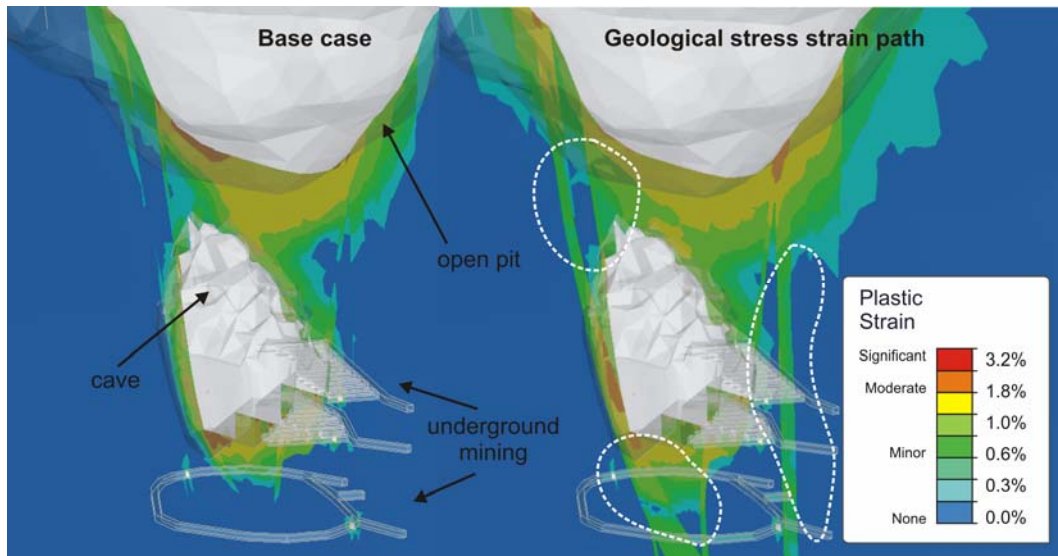 Base case
Geological stress strain path
open pit
cave
underground
mining
Plastic
Strain
Significant
3.2%
Moderate
1.8%
1.0%
Minor
0.6%
0.3%
None
0.0%